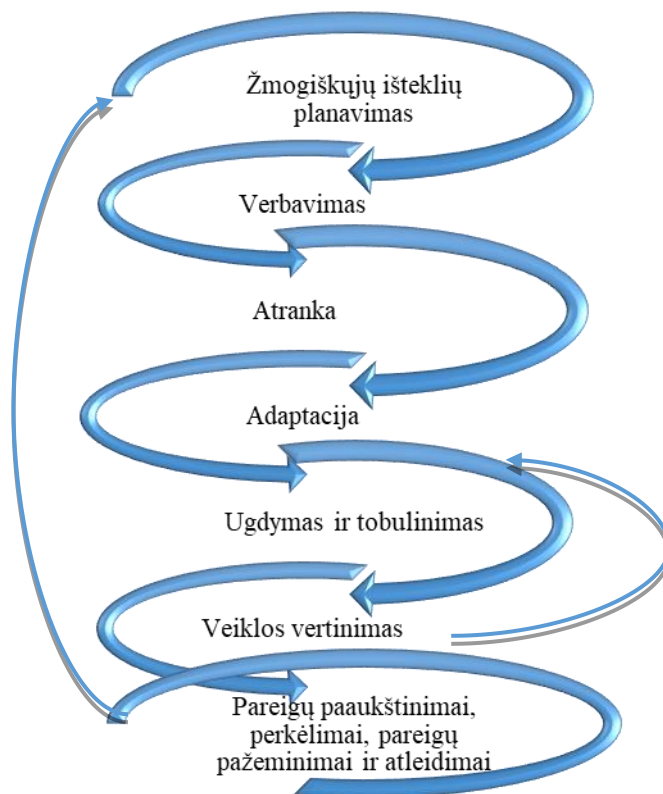 Žmogiškųjų išteklių
planavimas
Verbavimas
Atranka
Adaptacija
Ugdymas ir tobulinimas
Veiklos vertinimas
Pareigų paaukštinimai,
perkėlimai, pareigų
pažeminimai ir atleidimai